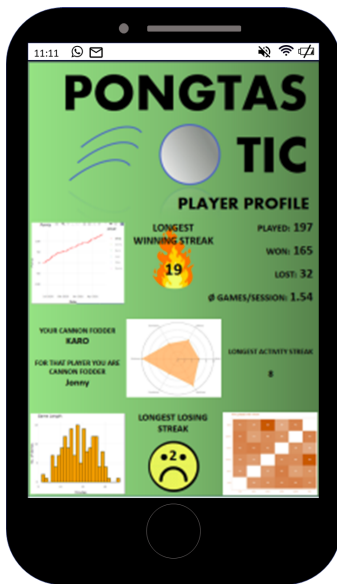 11:11
PONGTAS
TIC
PLAYER PROFILE
LONGEST
WINNING STREAK
19
PLAYED: 197
WON: 165
LOST: 32
Ø GAMES/SESSION: 1.54
YOUR CANNON FODDER
KARO
FOR THAT PLAYER YOU ARE
CANNON FODDER
Jonny
LONGEST ACTIVITY STREAK
8
Game Length
LONGEST LOSING
STREAK
2